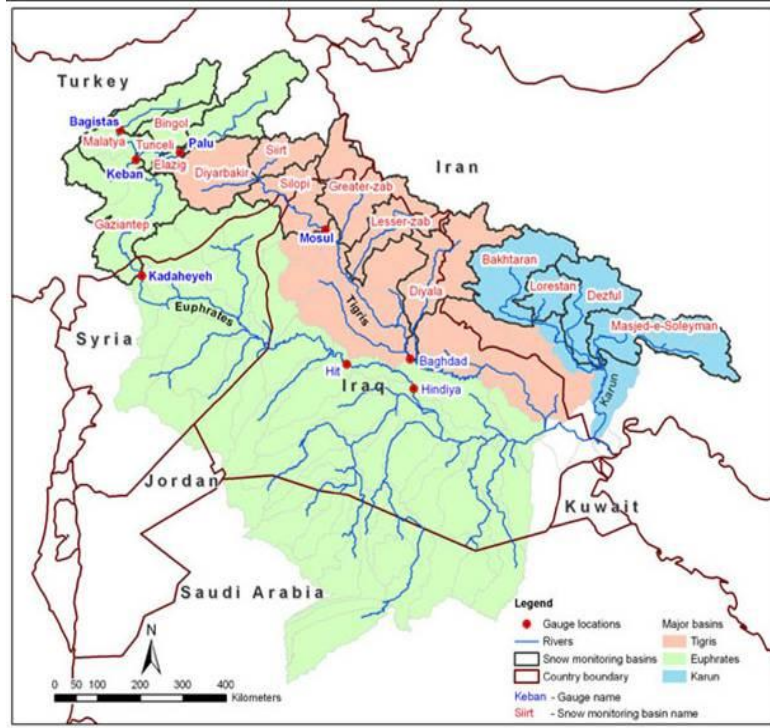 Turkey
Bagistas
Bingol
Malatya
Tunceli
Palu
Keban
Elazig
Siirt
Diyarbakir
Silopi
Greater-zab
Iran
Gaziantep
Lesser-zab
Mosul
Bakhtaran
Kadaheyeh
Lorestan
Dezful
Diyala
Euphrates
Tigris
Masjed-e-Soleyman
Syria
Baghdad
Hit
Iraq
Hindiya
Karun
Jordan
Kuwait
Saudi Arabia
N
0 50 100 200 300 400
Kilometers
Legend
Gauge locations
Rivers
Snow monitoring basins
Country boundary
Keban - Gauge name
Siirt - Snow monitoring basin name
Major basins
Tigris
Euphrates
Karun